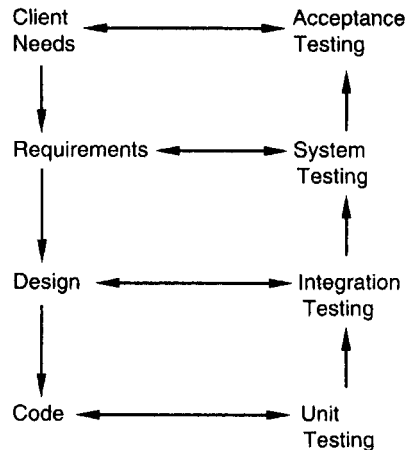 Client
Needs
Acceptance
Testing
Requirements
System
Testing
Design
Integration
Testing
Code
Unit
Testing